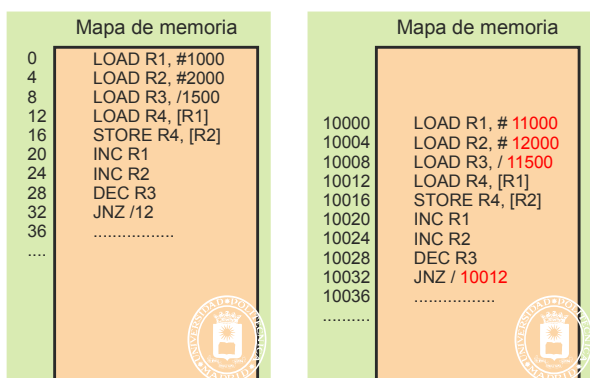 Mapa de memoria
0 LOAD R1, #1000
4 LOAD R2, #2000
8 LOAD R3, /1500
12 LOAD R4, [R1]
16 STORE R4, [R2]
20 INC R1
24 INC R2
28 DEC R3
32 JNZ /12
36 .................
....
Mapa de memoria
10000 LOAD R1, # 11000
10004 LOAD R2, # 12000
10008 LOAD R3, / 11500
10012 LOAD R4, [R1]
10016 STORE R4, [R2]
10020 INC R1
10024 INC R2
10028 DEC R3
10032 JNZ / 10012
10036 .................
..........